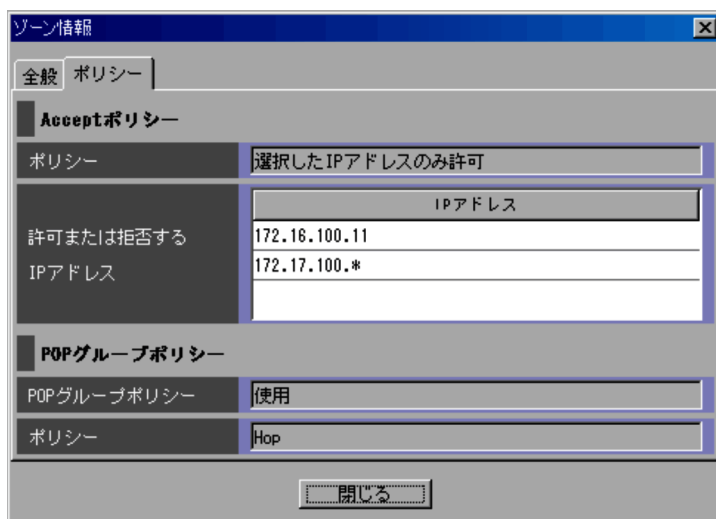 ゾーン情報
全般 ポリシー
Acceptポリシー
ポリシー 選択したIPアドレスのみ許可
IPアドレス
許可または拒否する
IPアドレス
172.16.100.11
172.17.100.*
POPグループポリシー
POPグループポリシー 使用
ポリシー Hop
閉じる